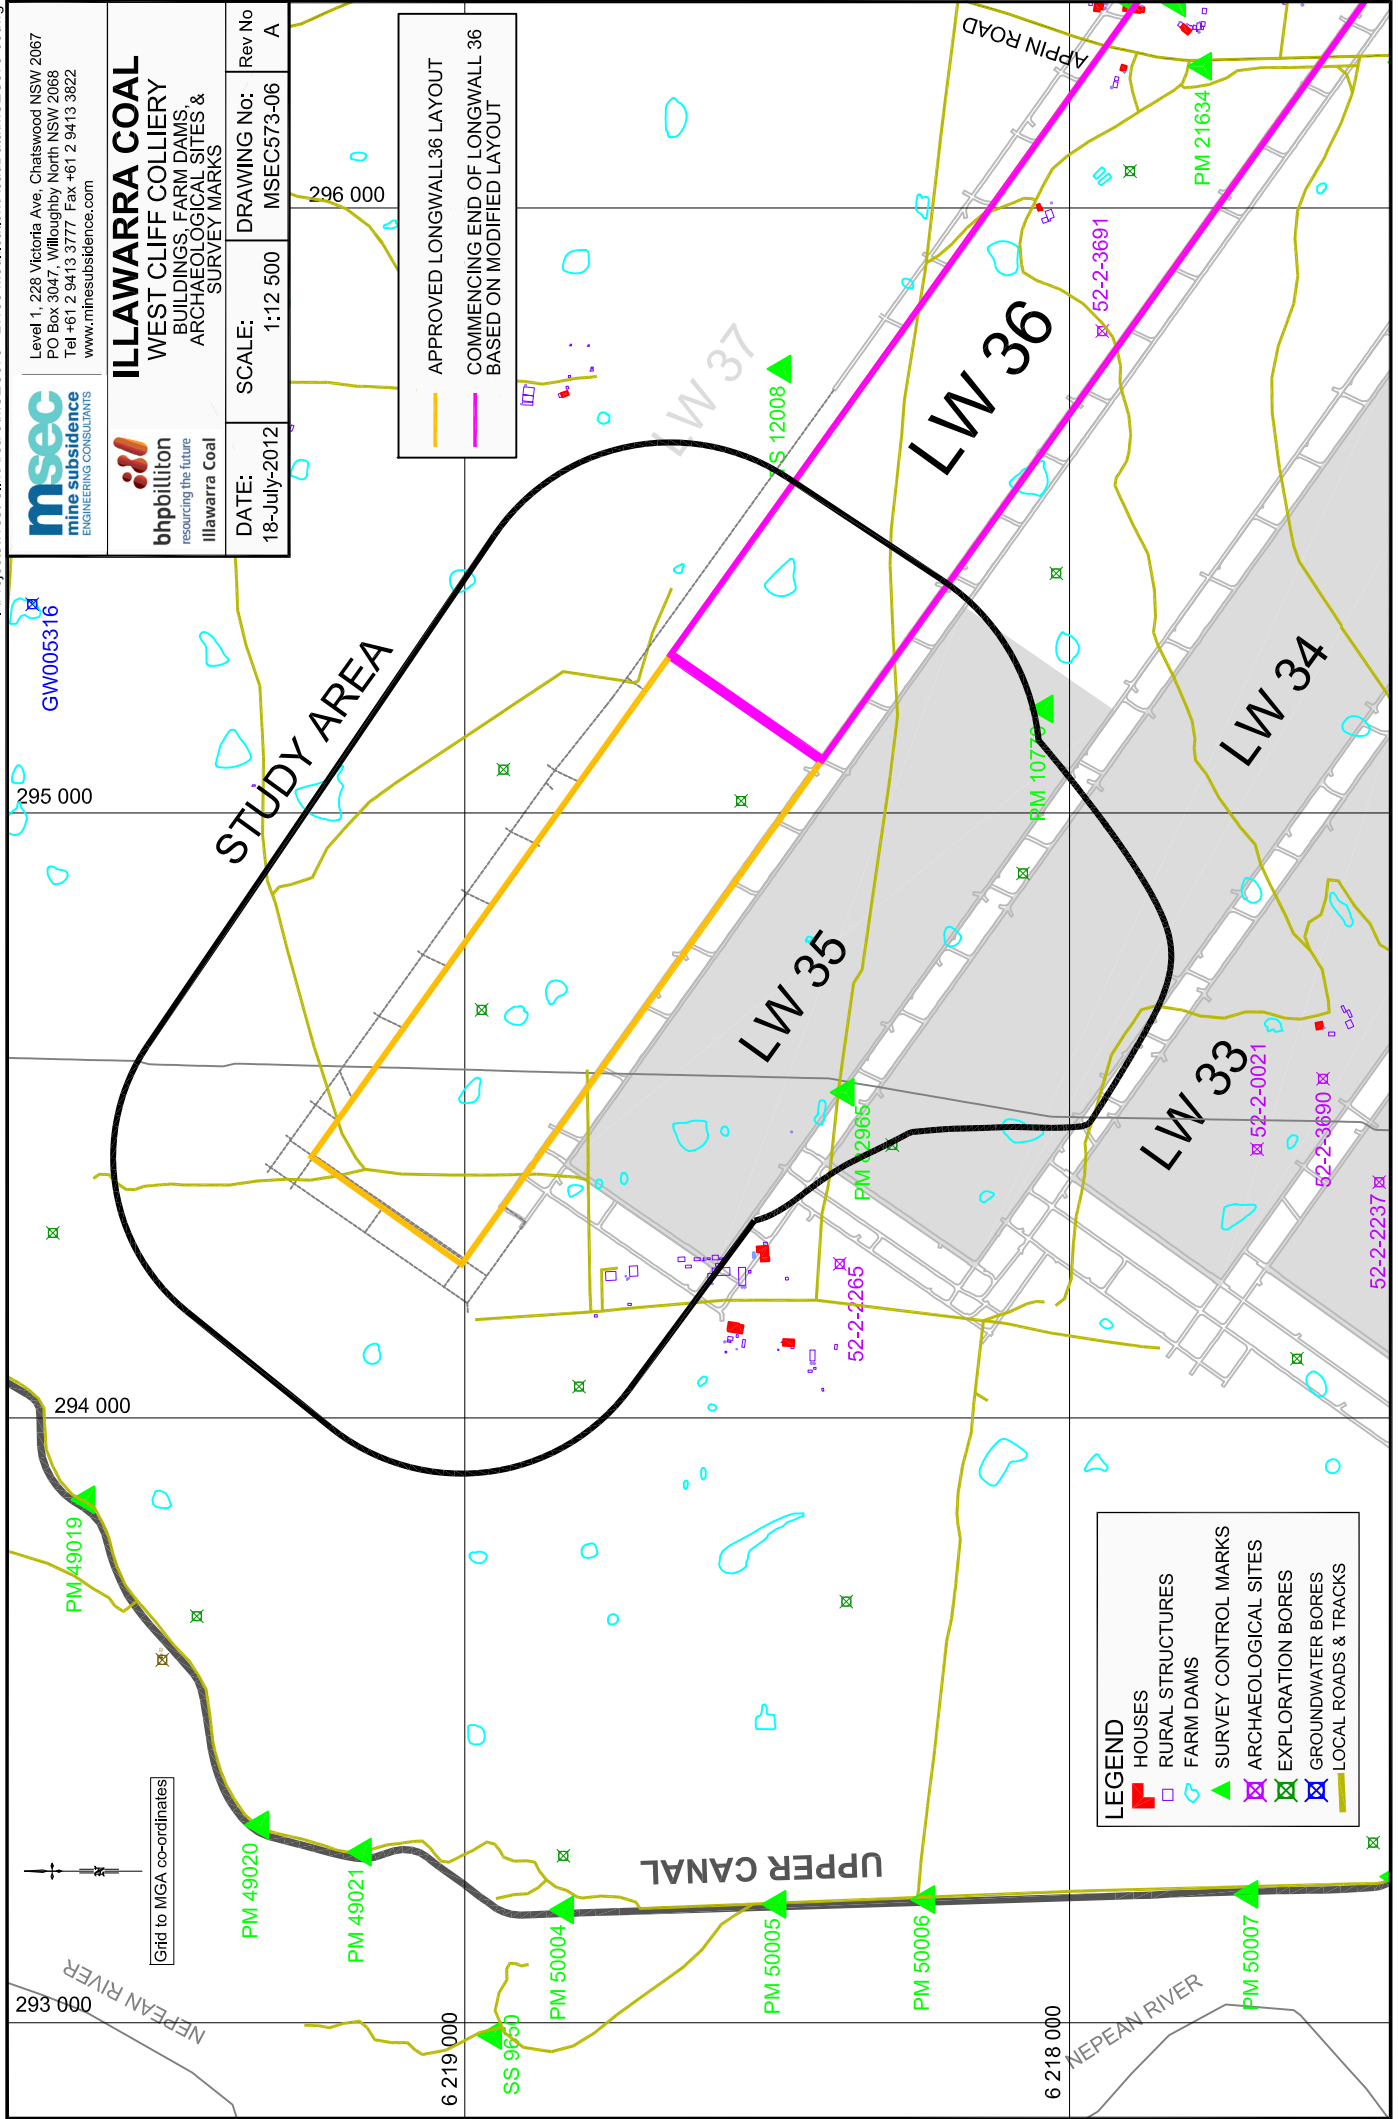 Level 1, 228 Victoria Ave, Chatswood NSW 2067
PO Box 3047, Willoughby North NSW 2068
Tel +61 2 9413 3777 Fax +61 2 9413 3822
www.minesubsidence.com
msec
mine subsidence
ENGINEERING CONSULTANTS
bhpbilliton
resourcing the future
Illawarra Coal
ILLAWARRA COAL
WEST CLIFF COLLIERY
BUILDINGS, FARM DAMS,
ARCHAEOLOGICAL SITES &
SURVEY MARKS
DATE:
18-July-2012
SCALE:
1:12 500
DRAWING No:
MSEC573-06
Rev No
A
APPROVED LONGWALL36 LAYOUT
COMMENCING END OF LONGWALL 36
BASED ON MODIFIED LAYOUT
APPIN ROAD
296 000
295 000
294 000
293 000
6 219 000
6 218 000
GW005316
STUDY AREA
LW 37
LW 36
LW 35
LW 34
LW 33
PM 21634
52-2-3691
PM 82965
52-2-2265
52-2-0021
52-2-3690
52-2-2237
PM 49019
PM 49020
PM 49021
PM 50004
PM 50005
PM 50006
PM 50007
SS 9650
UPPER CANAL
NEPEAN RIVER
NEPEAN RIVER
Grid to MGA co-ordinates
N
LEGEND
HOUSES
RURAL STRUCTURES
FARM DAMS
SURVEY CONTROL MARKS
ARCHAEOLOGICAL SITES
EXPLORATION BORES
GROUNDWATER BORES
LOCAL ROADS & TRACKS
SS 12008